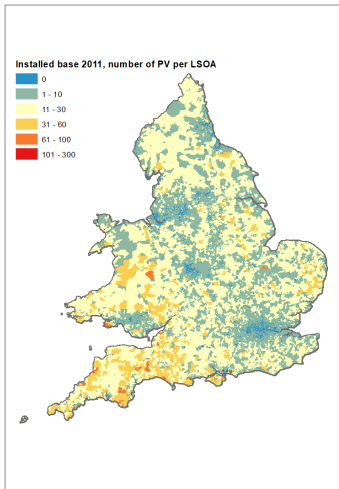 Installed base 2011, number of PV per LSOA
0
1 - 10
11 - 30
31 - 60
61 - 100
101 - 300